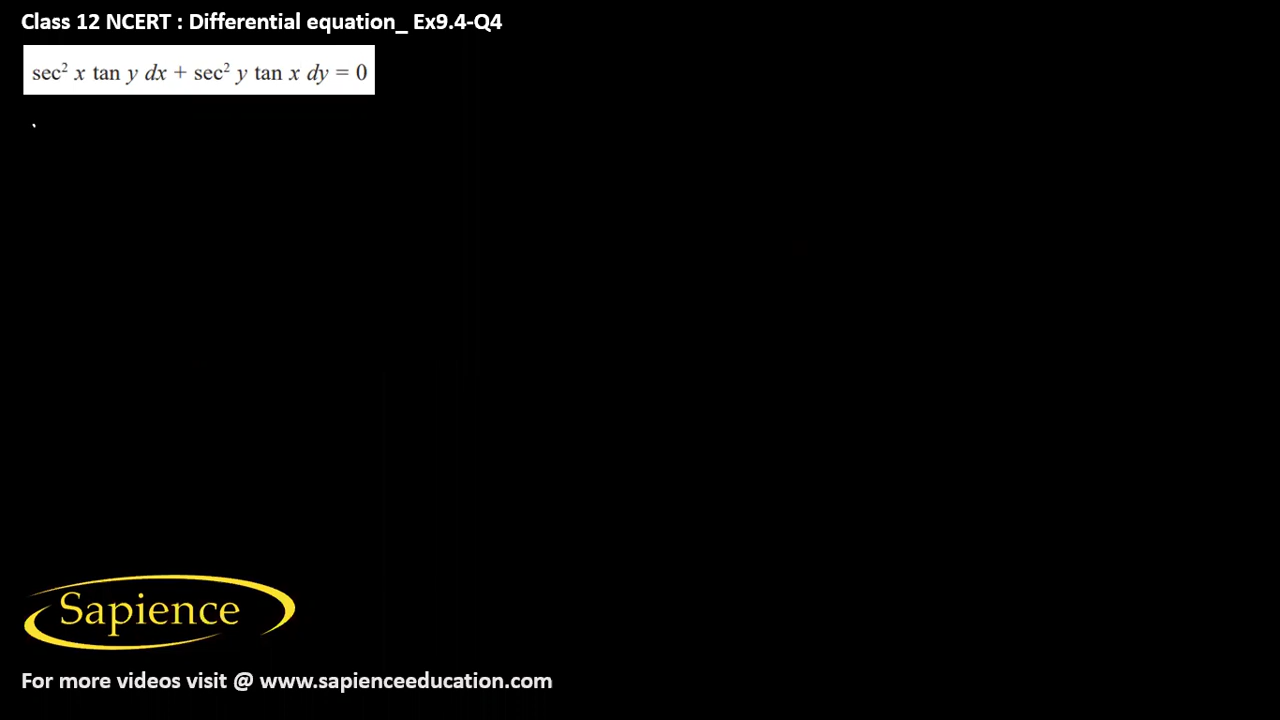 Class 12 NCERT : Differential equation_ Ex9.4-Q4
sec² x tan y dx + sec² y tan x dy = 0
Sapience
For more videos visit @ www.sapienceeducation.com